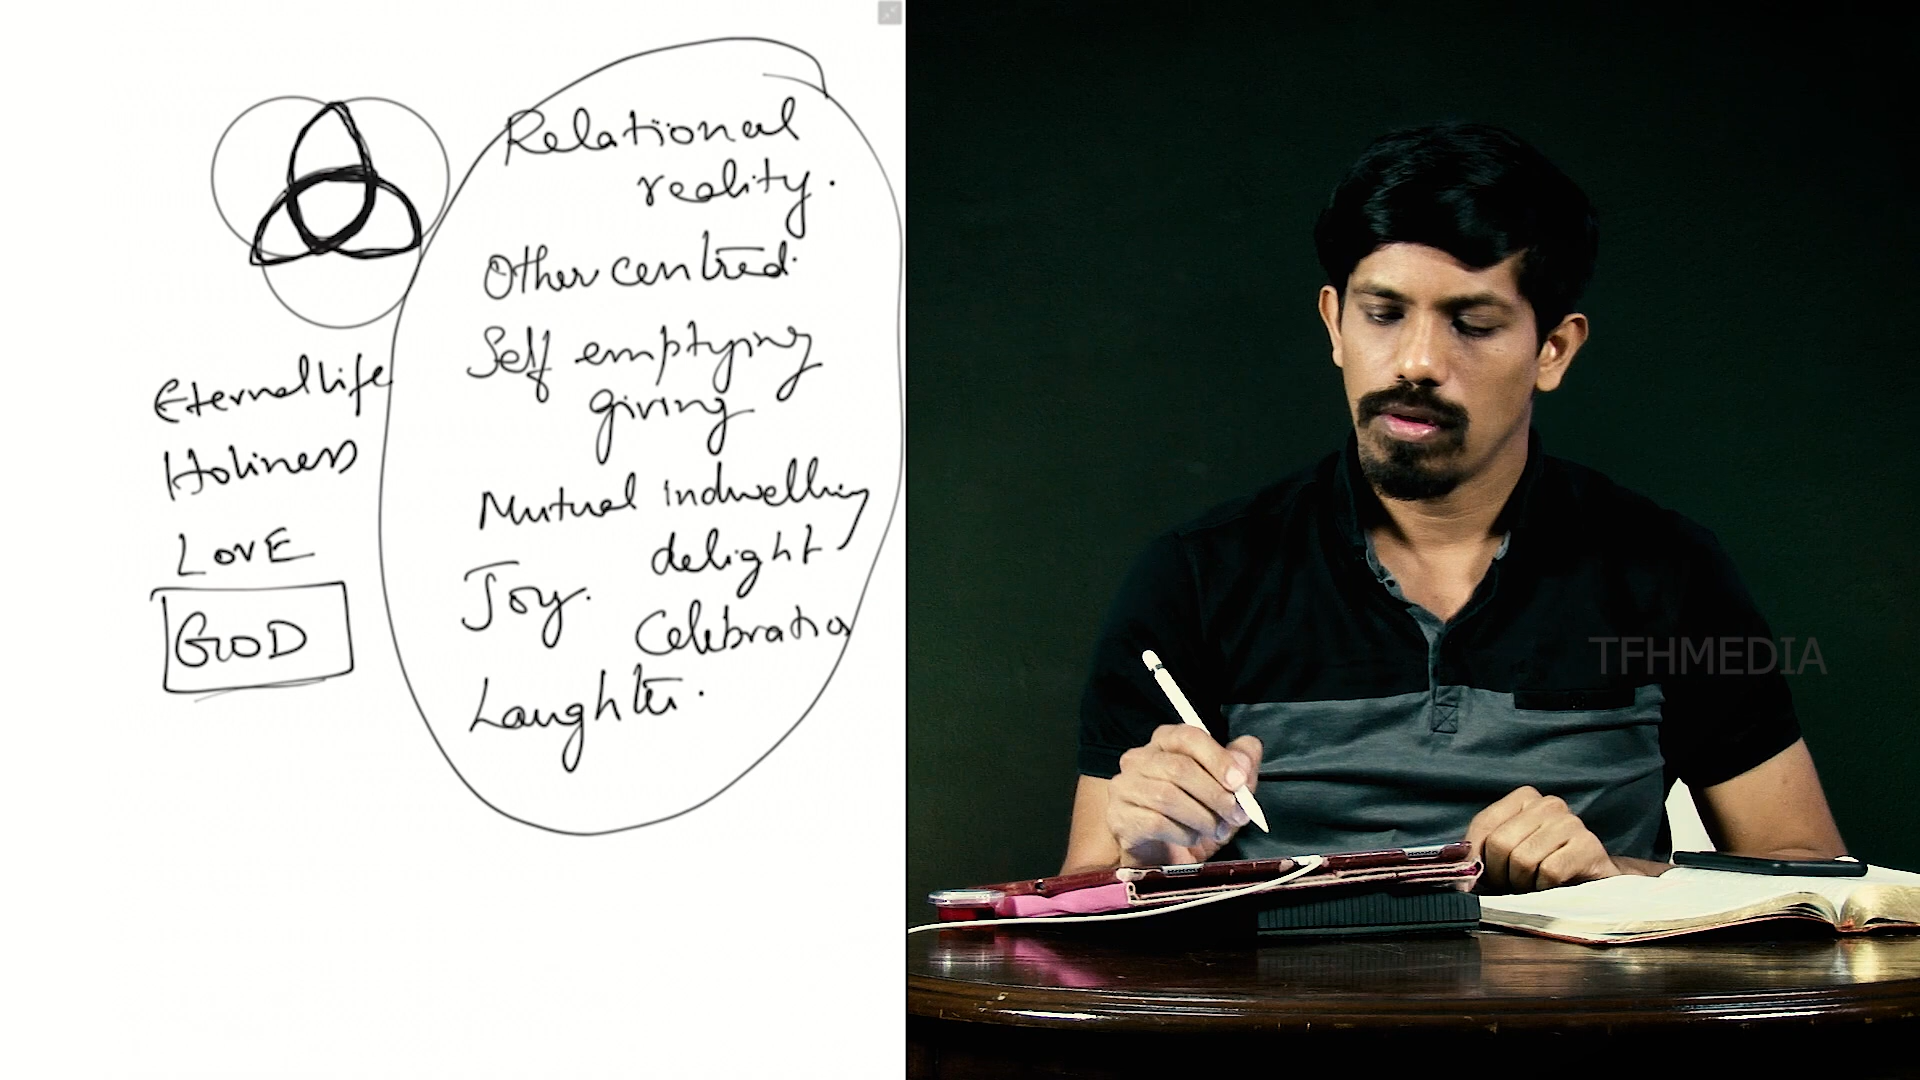 Relational
reality.
Other centred.
Self emptying
giving
Mutual indwelling
delight
Joy.
Celebration
Laughter.
Eternal Life
Holiness
LOVE
GOD
TFHMEDIA